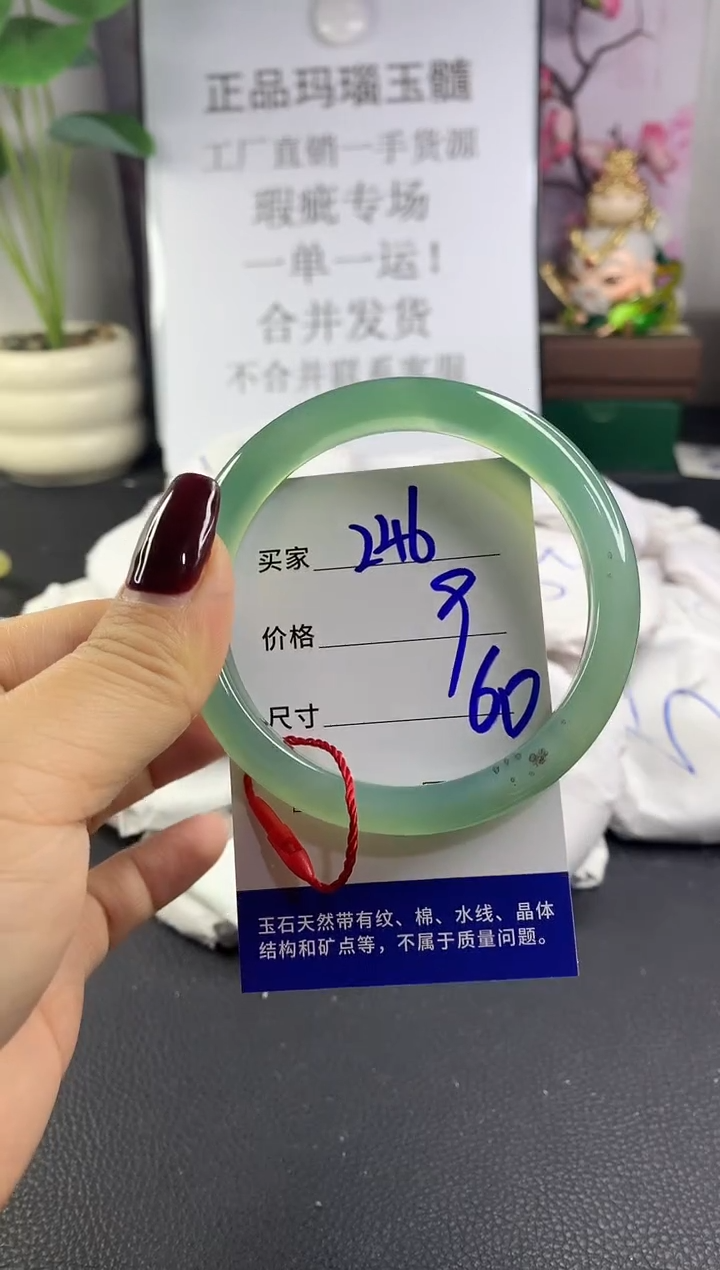 正品玛瑙玉髓
工厂直销一手货源
瑕疵专场
一单一运！
合并发货
不合并联系客服
买家 246
价格 9
尺寸 60
玉石天然带有纹、棉、水线、晶体
结构和矿点等，不属于质量问题。